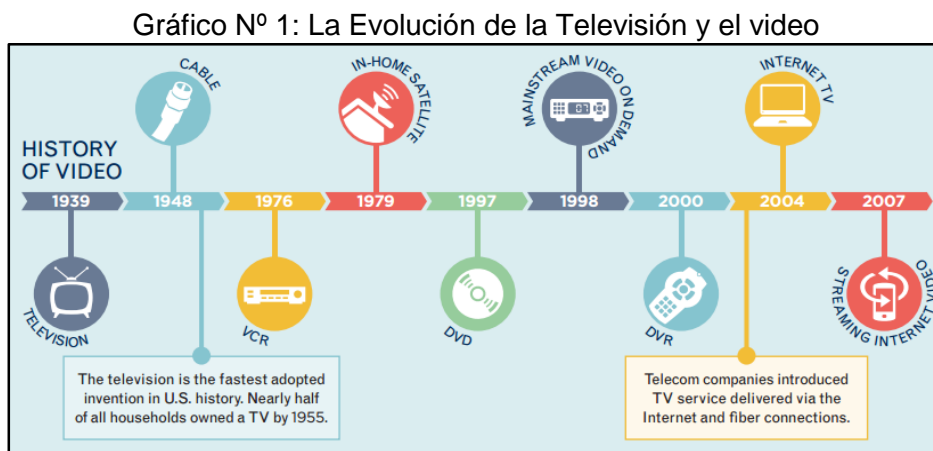 Gráfico Nº 1: La Evolución de la Televisión y el video
HISTORY
OF VIDEO
CABLE
IN-HOME SATELLITE
MAINSTREAM VIDEO ON DEMAND
07
INTERNET TV
1939
1948
1976
1979
1997
1998
2000
2004
2007
TELEVISION
VCR
DVD
DVR
STREAMING INTERNET VIDEO
The television is the fastest adopted
invention in U.S. history. Nearly half
of all households owned a TV by 1955.
Telecom companies introduced
TV service delivered via the
Internet and fiber connections.